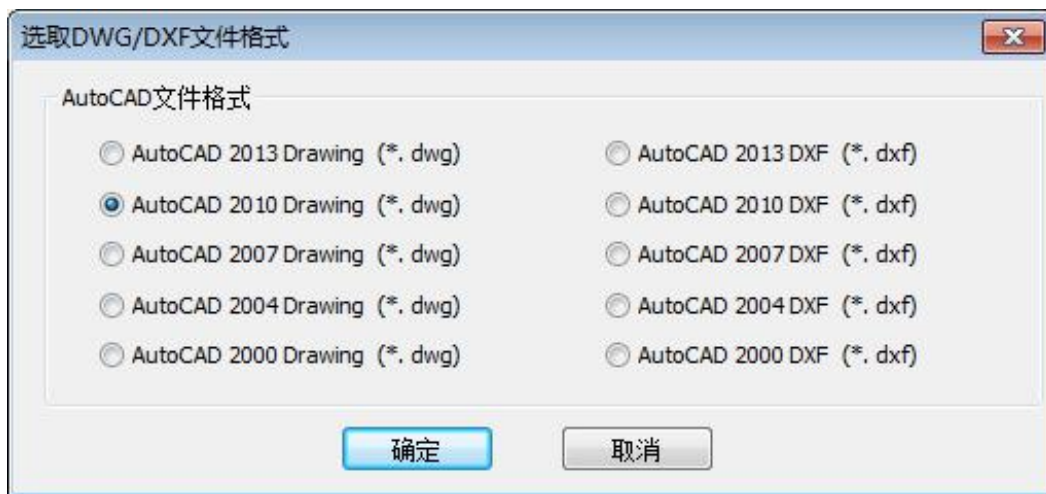 选取DWG/DXF文件格式
AutoCAD文件格式
AutoCAD 2013 Drawing (*. dwg) AutoCAD 2013 DXF (*. dxf)
AutoCAD 2010 Drawing (*. dwg) AutoCAD 2010 DXF (*. dxf)
AutoCAD 2007 Drawing (*. dwg) AutoCAD 2007 DXF (*. dxf)
AutoCAD 2004 Drawing (*. dwg) AutoCAD 2004 DXF (*. dxf)
AutoCAD 2000 Drawing (*. dwg) AutoCAD 2000 DXF (*. dxf)
确定 取消